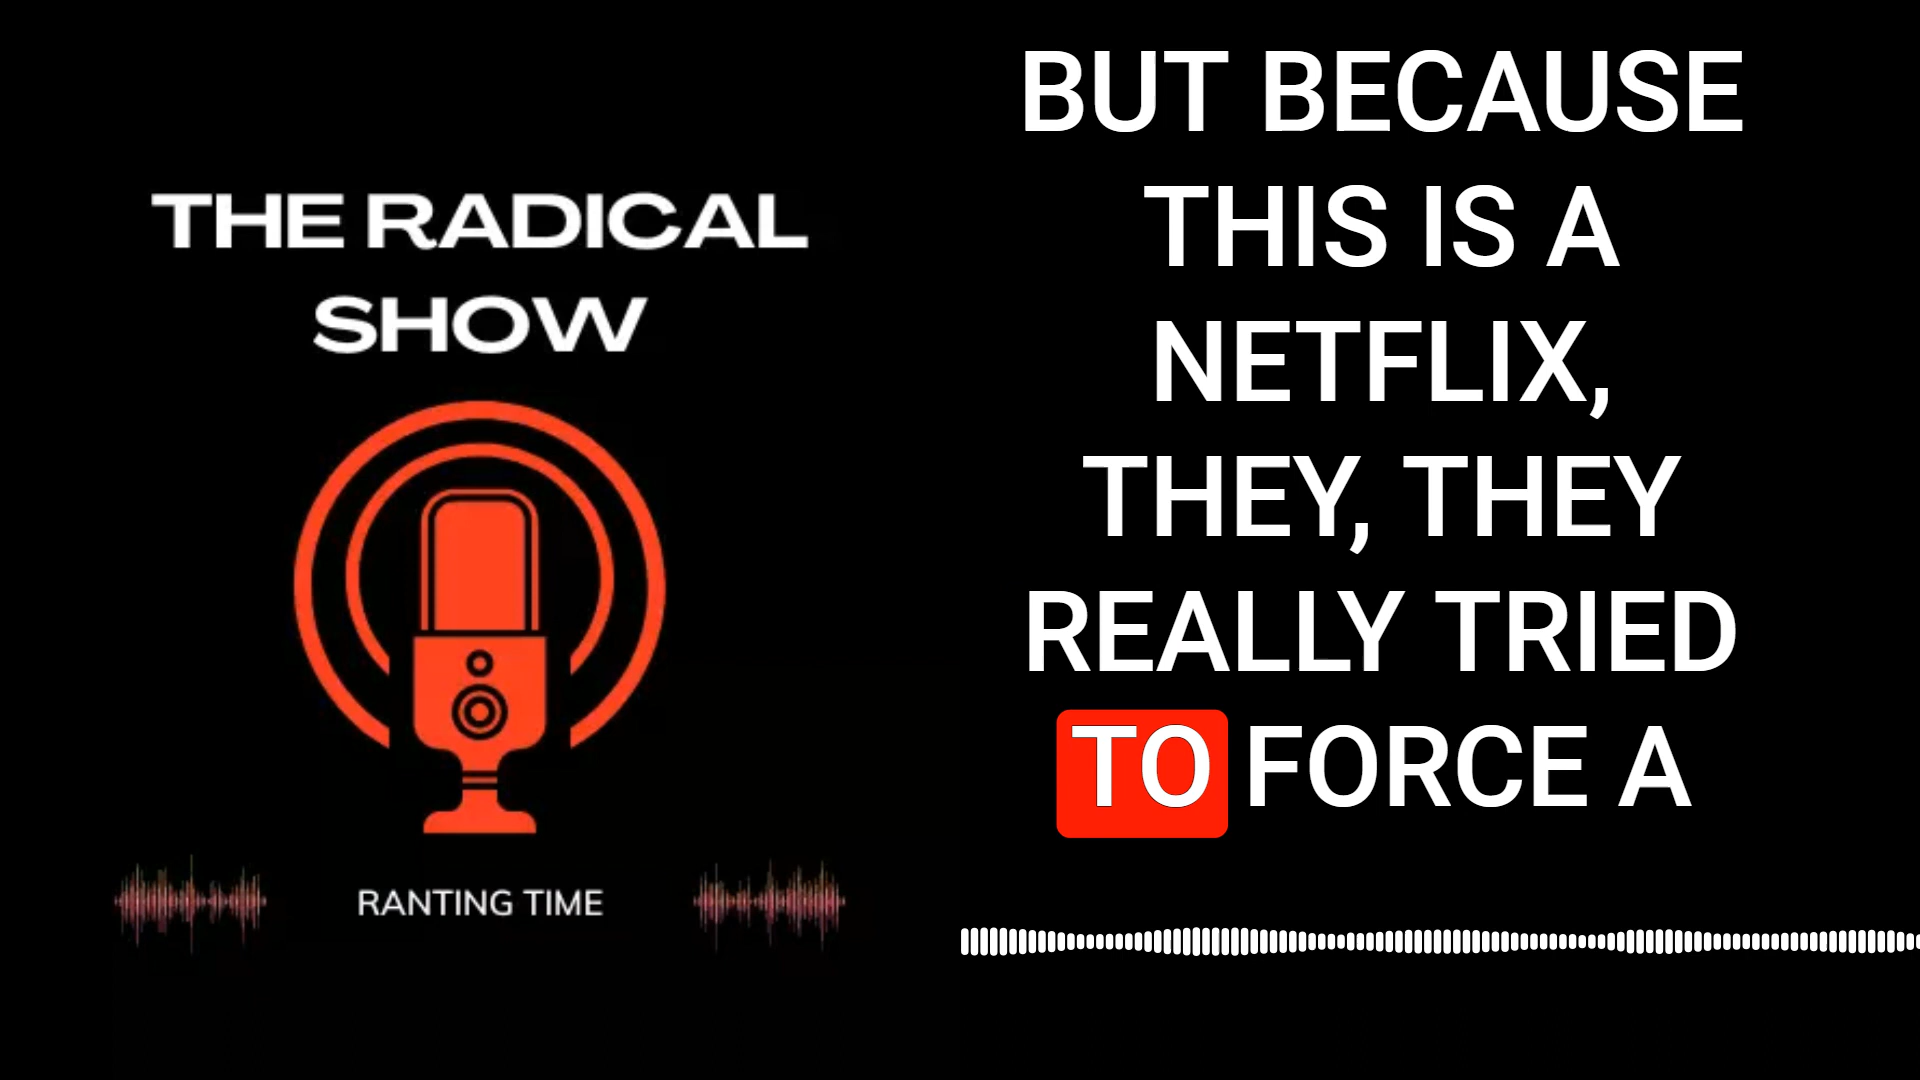 THE RADICAL
SHOW
RANTING TIME
BUT BECAUSE
THIS IS A
NETFLIX,
THEY, THEY
REALLY TRIED
TO FORCE A